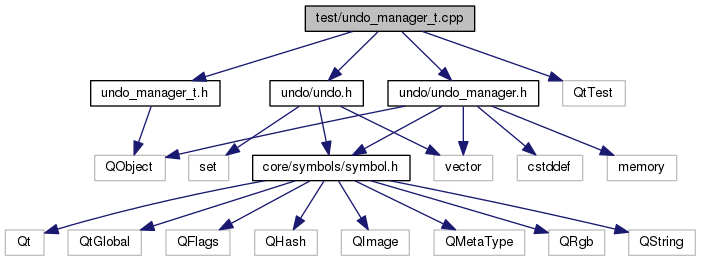 test/undo_manager_t.cpp
undo_manager_t.h
undo/undo.h
undo/undo_manager.h
QtTest
QObject
set
core/symbols/symbol.h
vector
cstddef
memory
Qt
QtGlobal
QFlags
QHash
QImage
QMetaType
QRgb
QString